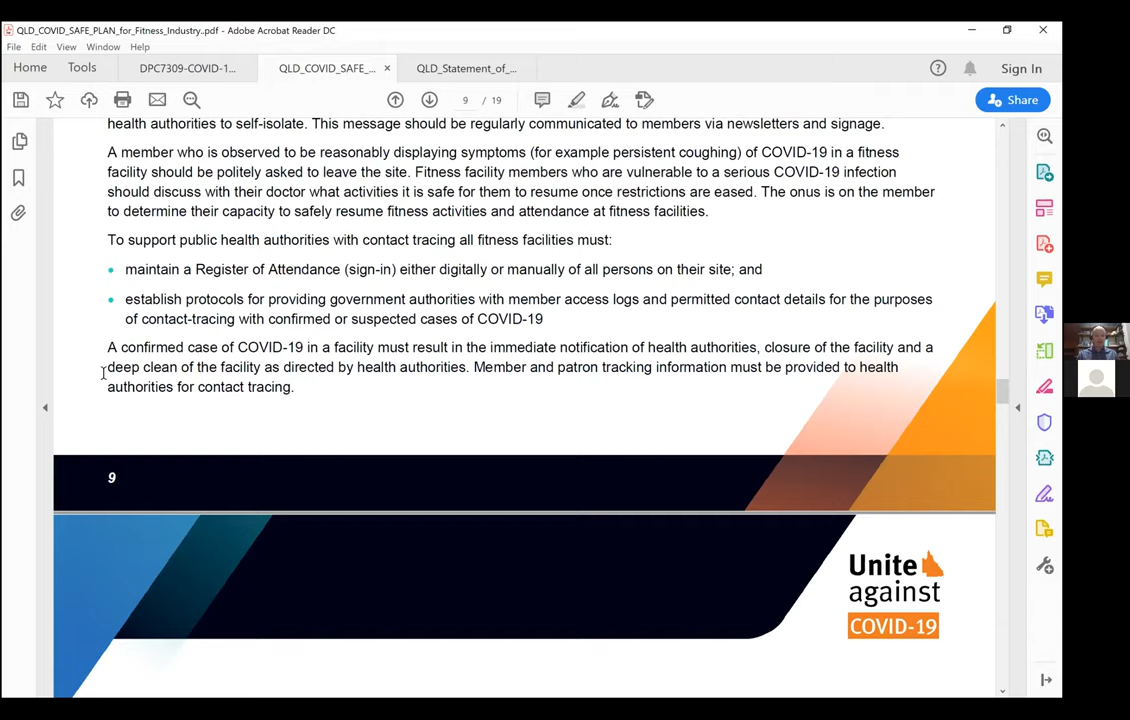 QLD_COVID_SAFE_PLAN_for_Fitness_Industry..pdf - Adobe Acrobat Reader DC
File Edit View Window Help
Home Tools DPC7309-COVID-1... QLD_COVID_SAFE_... × QLD_Statement_of_... Sign In
9 / 19 Share
health authorities to self-isolate. This message should be regularly communicated to members via newsletters and signage.
A member who is observed to be reasonably displaying symptoms (for example persistent coughing) of COVID-19 in a fitness
facility should be politely asked to leave the site. Fitness facility members who are vulnerable to a serious COVID-19 infection
should discuss with their doctor what activities it is safe for them to resume once restrictions are eased. The onus is on the member
to determine their capacity to safely resume fitness activities and attendance at fitness facilities.
To support public health authorities with contact tracing all fitness facilities must:
• maintain a Register of Attendance (sign-in) either digitally or manually of all persons on their site; and
• establish protocols for providing government authorities with member access logs and permitted contact details for the purposes
of contact-tracing with confirmed or suspected cases of COVID-19
A confirmed case of COVID-19 in a facility must result in the immediate notification of health authorities, closure of the facility and a
deep clean of the facility as directed by health authorities. Member and patron tracking information must be provided to health
authorities for contact tracing.
9
Unite
against
COVID-19